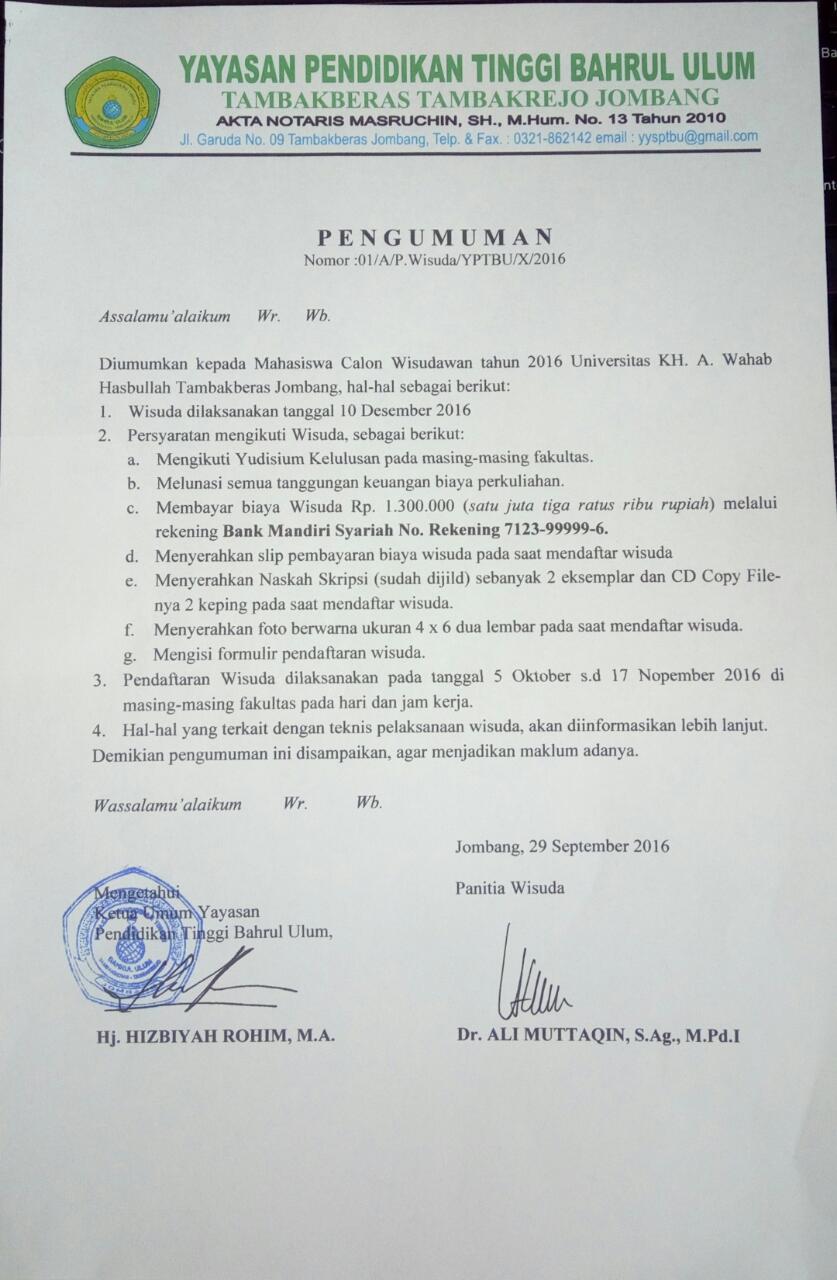 YAYASAN PENDIDIKAN TINGGI BAHRUL ULUM
TAMBAKBERAS TAMBAKREJO JOMBANG
AKTA NOTARIS MASRUCHIN, SH., M.Hum. No. 13 Tahun 2010
Jl. Garuda No. 09 Tambakberas Jombang, Telp. & Fax. : 0321-862142 email : yysptbu@gmail.com
PENGUMUMAN
Nomor :01/A/P.Wisuda/YPTBU/X/2016
Assalamu'alaikum Wr. Wb.
Diumumkan kepada Mahasiswa Calon Wisudawan tahun 2016 Universitas KH. A. Wahab
Hasbullah Tambakberas Jombang, hal-hal sebagai berikut:
1. Wisuda dilaksanakan tanggal 10 Desember 2016
2. Persyaratan mengikuti Wisuda, sebagai berikut:
a. Mengikuti Yudisium Kelulusan pada masing-masing fakultas.
b. Melunasi semua tanggungan keuangan biaya perkuliahan.
c. Membayar biaya Wisuda Rp. 1.300.000 (satu juta tiga ratus ribu rupiah) melalui
rekening Bank Mandiri Syariah No. Rekening 7123-99999-6.
d. Menyerahkan slip pembayaran biaya wisuda pada saat mendaftar wisuda
e. Menyerahkan Naskah Skripsi (sudah dijild) sebanyak 2 eksemplar dan CD Copy File-
nya 2 keping pada saat mendaftar wisuda.
f. Menyerahkan foto berwarna ukuran 4 x 6 dua lembar pada saat mendaftar wisuda.
g. Mengisi formulir pendaftaran wisuda.
3. Pendaftaran Wisuda dilaksanakan pada tanggal 5 Oktober s.d 17 Nopember 2016 di
masing-masing fakultas pada hari dan jam kerja.
4. Hal-hal yang terkait dengan teknis pelaksanaan wisuda, akan diinformasikan lebih lanjut.
Demikian pengumuman ini disampaikan, agar menjadikan maklum adanya.
Wassalamu'alaikum Wr. Wb.
Jombang, 29 September 2016
Mengetahui
Ketua Umum Yayasan
Pendidikan Tinggi Bahrul Ulum,
Panitia Wisuda
BAHRUL ULUM
Hj. HIZBIYAH ROHIM, M.A.
Dr. ALI MUTTAQIN, S.Ag., M.Pd.I